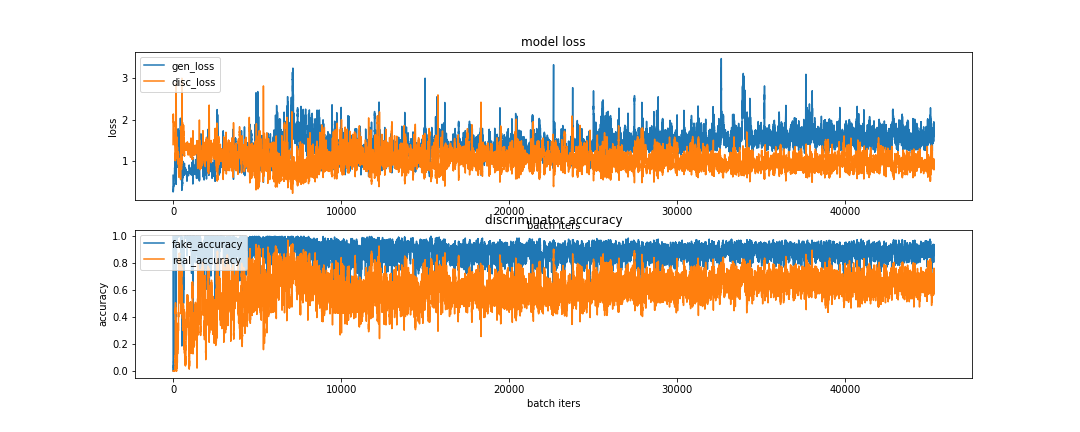 model loss
gen_loss
disc_loss
3
2
1
loss
0
10000
20000
30000
40000
batch iters
discriminator accuracy
fake_accuracy
real_accuracy
1.0
0.8
0.6
0.4
0.2
0.0
accuracy
0
10000
20000
30000
40000
batch iters